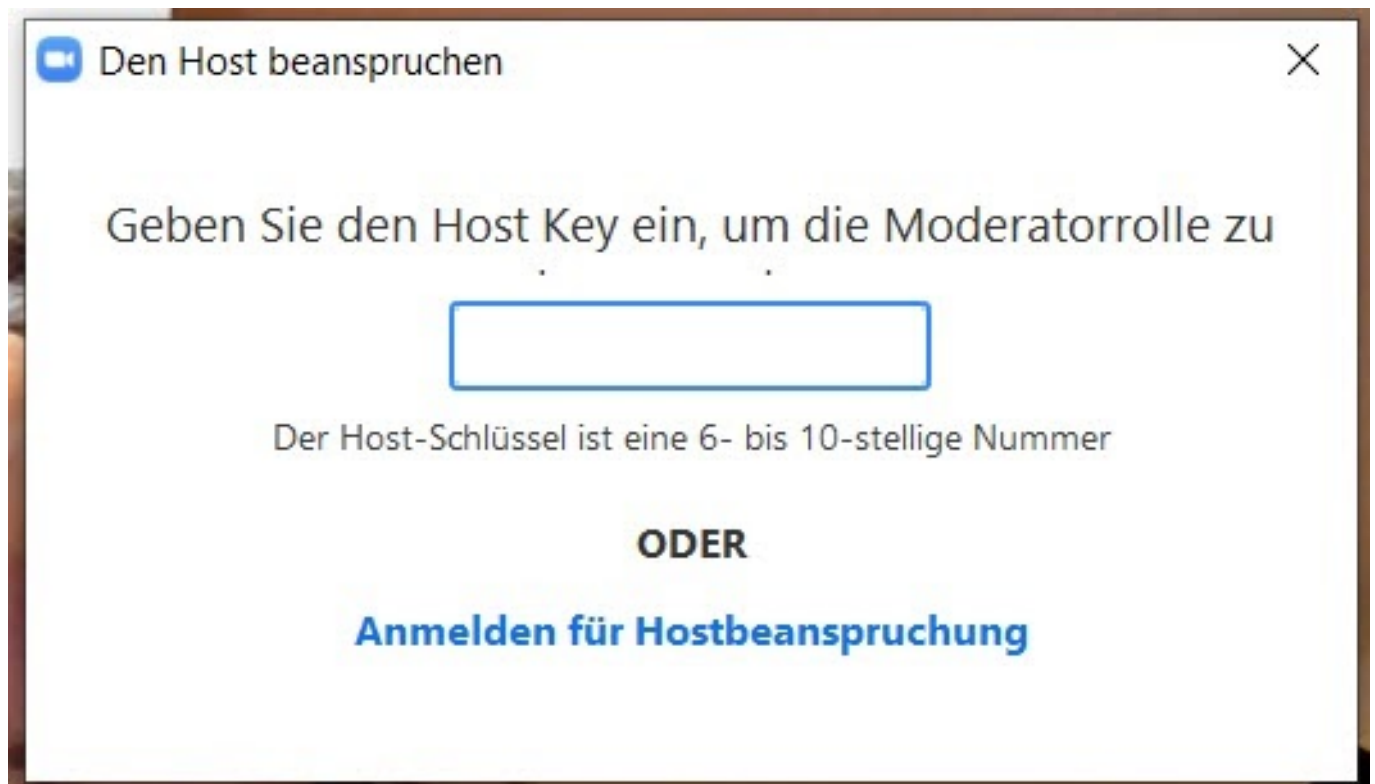 Den Host beanspruchen
Geben Sie den Host Key ein, um die Moderatorrolle zu
Der Host-Schlüssel ist eine 6- bis 10-stellige Nummer
ODER
Anmelden für Hostbeanspruchung